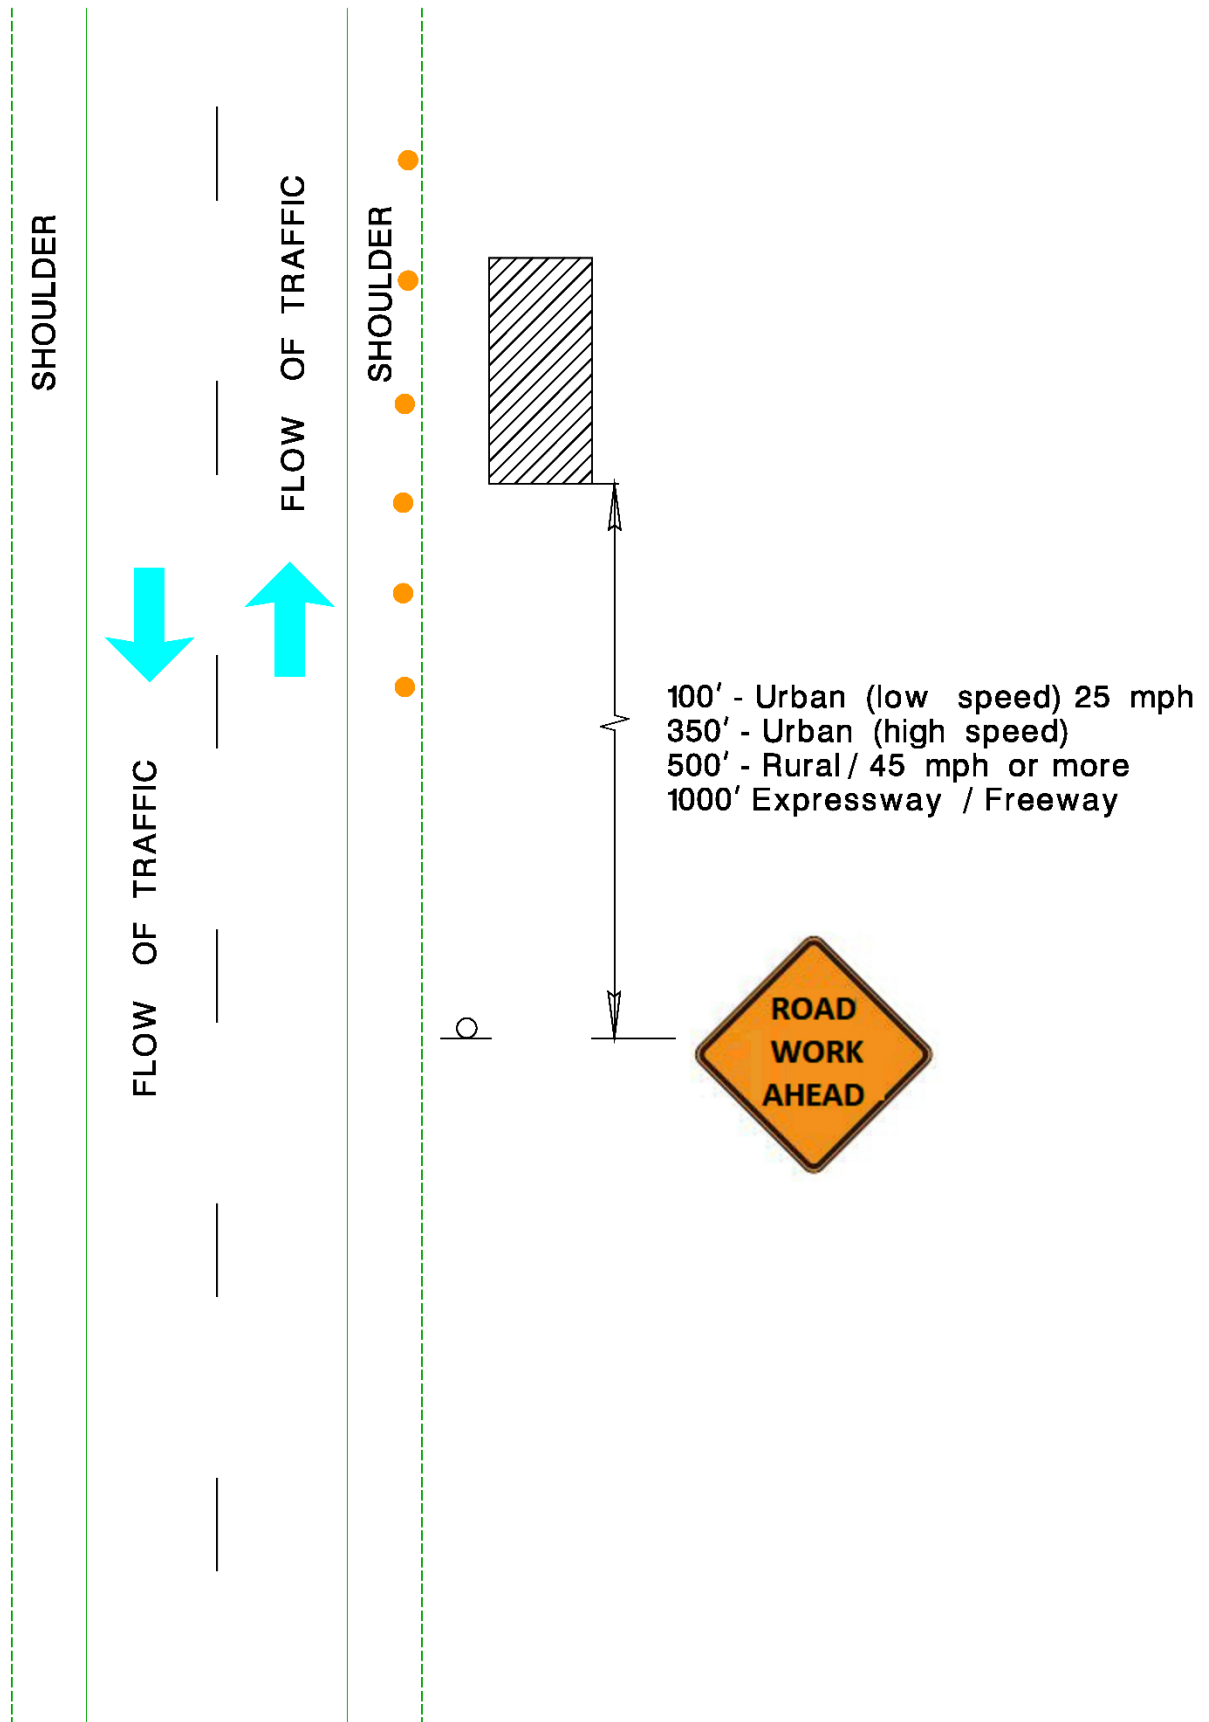 SHOULDER
FLOW OF TRAFFIC
FLOW OF TRAFFIC
SHOULDER
100' - Urban (low speed) 25 mph
350' - Urban (high speed)
500' - Rural / 45 mph or more
1000' Expressway / Freeway
ROAD
WORK
AHEAD